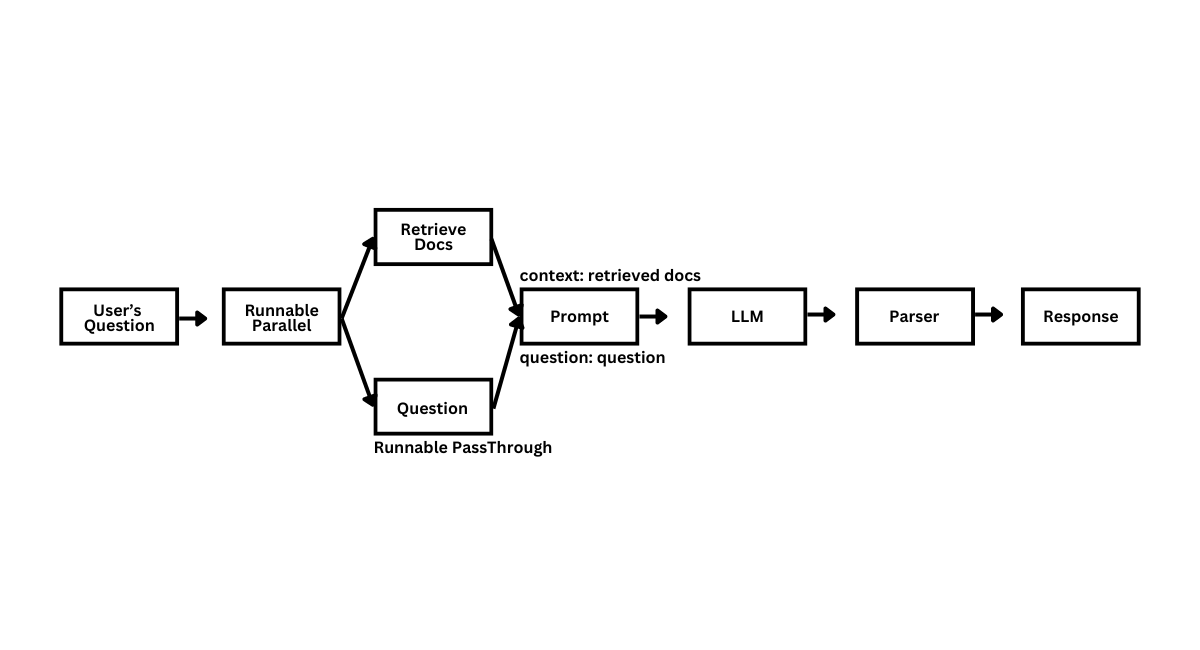 User’s
Question
Runnable
Parallel
Retrieve
Docs
Question
Runnable PassThrough
context: retrieved docs
Prompt
question: question
LLM
Parser
Response